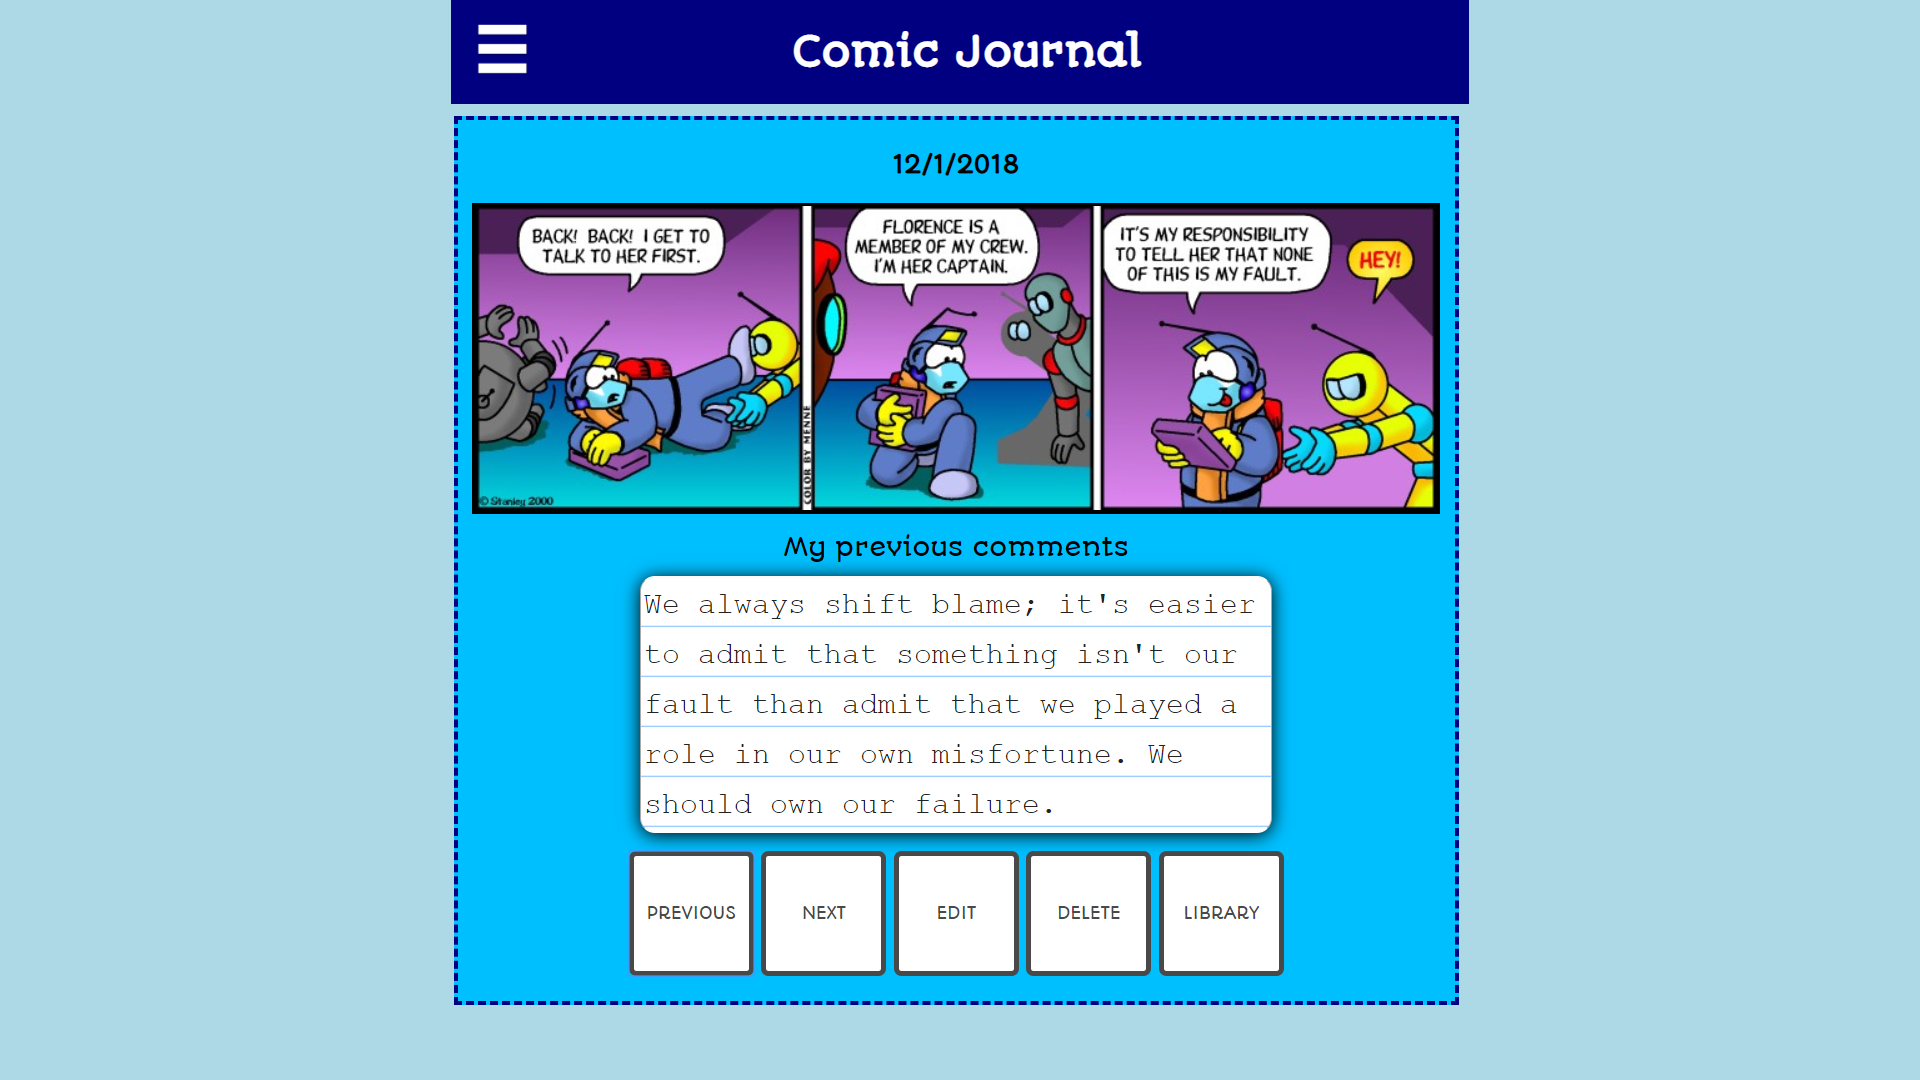 Comic Journal
12/1/2018
BACK! BACK! I GET TO
TALK TO HER FIRST.
© Stanley 2000
COLOR BY MENNE
FLORENCE IS A
MEMBER OF MY CREW.
I'M HER CAPTAIN.
IT'S MY RESPONSIBILITY
TO TELL HER THAT NONE
OF THIS IS MY FAULT.
HEY!
My previous comments
We always shift blame; it's easier
to admit that something isn't our
fault than admit that we played a
role in our own misfortune. We
should own our failure.
PREVIOUS
NEXT
EDIT
DELETE
LIBRARY